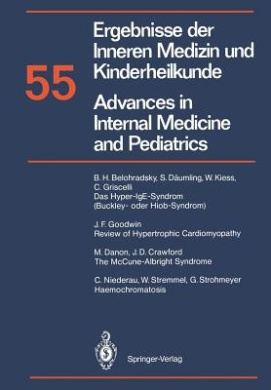 Ergebnisse der
Inneren Medizin und
Kinderheilkunde
55
Advances in
Internal Medicine
and Pediatrics
B. H. Belohradsky, S. Däumling, W. Kiess,
C. Griscelli
Das Hyper-IgE-Syndrom
(Buckley- oder Hiob-Syndrom)
J. F. Goodwin
Review of Hypertrophic Cardiomyopathy
M. Danon, J. D. Crawford
The McCune-Albright Syndrome
C. Niederau, W. Stremmel, G. Strohmeyer
Haemochromatosis
Springer-Verlag